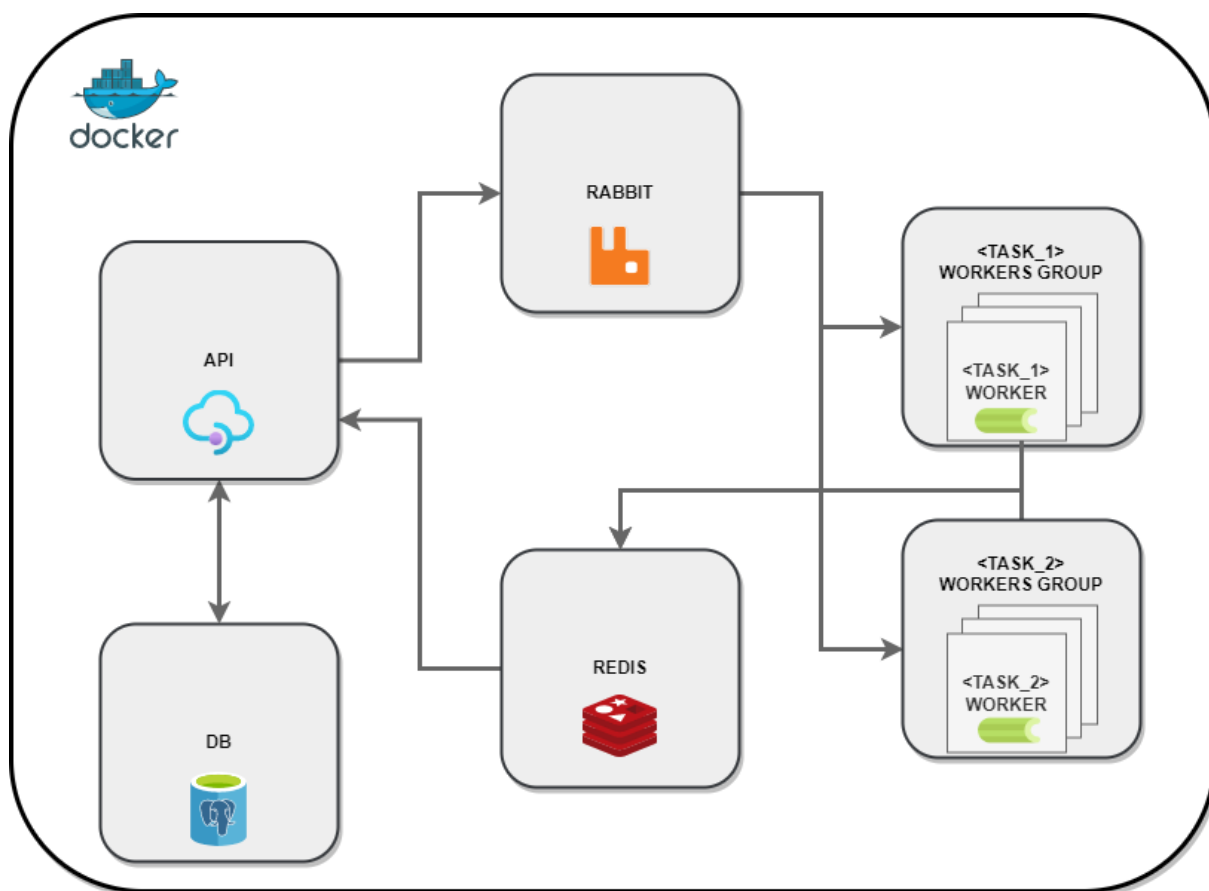 docker
RABBIT
<TASK_1>
WORKERS GROUP
<TASK_1>
WORKER
API
<TASK_2>
WORKERS GROUP
<TASK_2>
WORKER
REDIS
DB